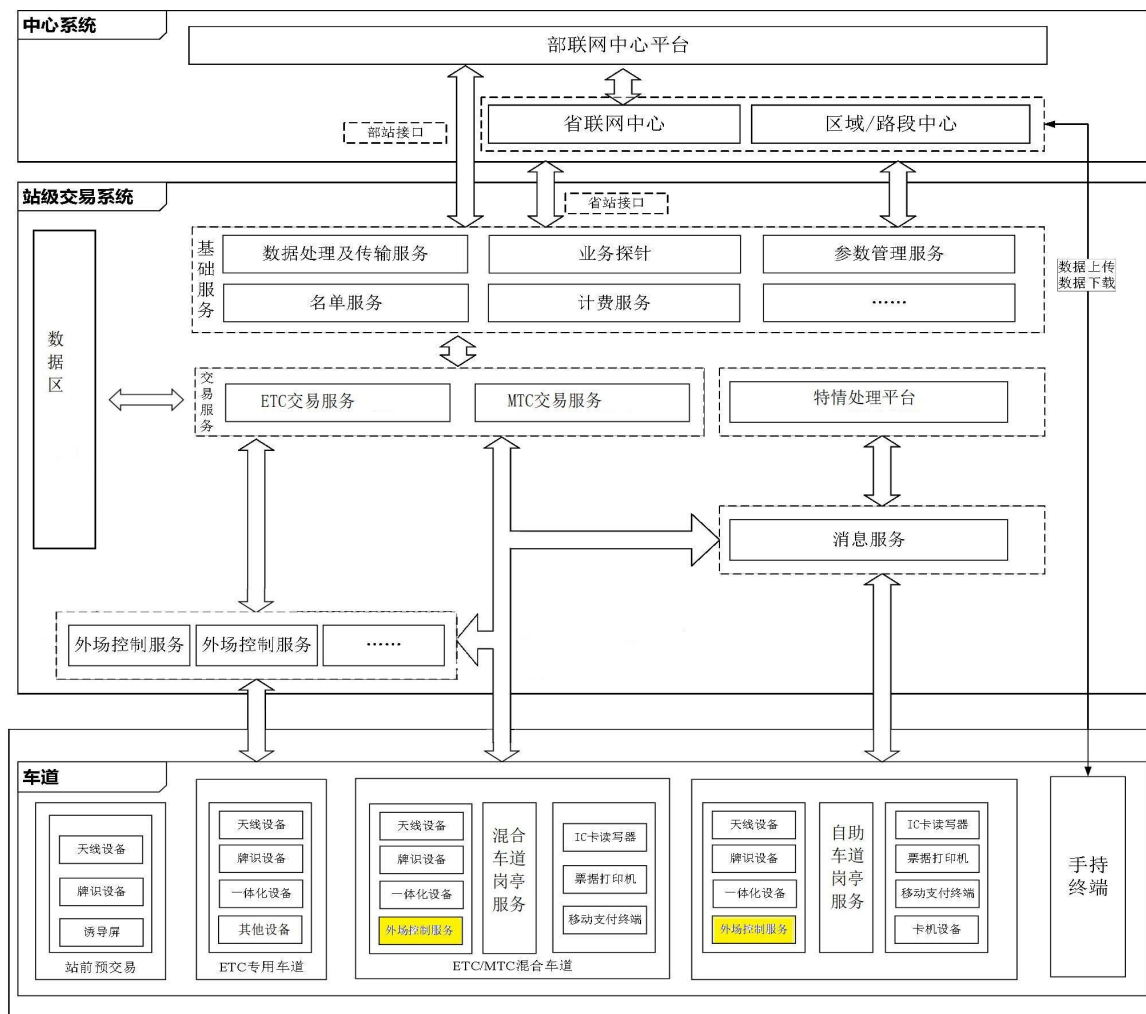 中心系统
部联网中心平台
部站接口
省联网中心
区域/路段中心
站级交易系统
省站接口
数据区
基础服务
数据处理及传输服务
业务探针
参数管理服务
名单服务
计费服务
……
数据上传
数据下载
交易服务
ETC交易服务
MTC交易服务
特情处理平台
消息服务
外场控制服务
外场控制服务
……
车道
天线设备
牌识设备
诱导屏
站前预交易
天线设备
牌识设备
一体化设备
其他设备
ETC专用车道
天线设备
牌识设备
一体化设备
外场控制服务
混合车道岗亭服务
IC卡读写器
票据打印机
移动支付终端
ETC/MTC混合车道
天线设备
牌识设备
一体化设备
外场控制服务
自助车道岗亭服务
IC卡读写器
票据打印机
移动支付终端
卡机设备
手持
终端